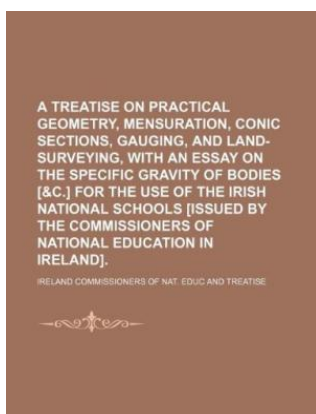 A TREATISE ON PRACTICAL
GEOMETRY, MENSURATION, CONIC
SECTIONS, GAUGING, AND LAND-
SURVEYING, WITH AN ESSAY ON
THE SPECIFIC GRAVITY OF BODIES
[&C.] FOR THE USE OF THE IRISH
NATIONAL SCHOOLS [ISSUED BY
THE COMMISSIONERS OF
NATIONAL EDUCATION IN
IRELAND].
IRELAND COMMISSIONERS OF NAT. EDUC AND TREATISE